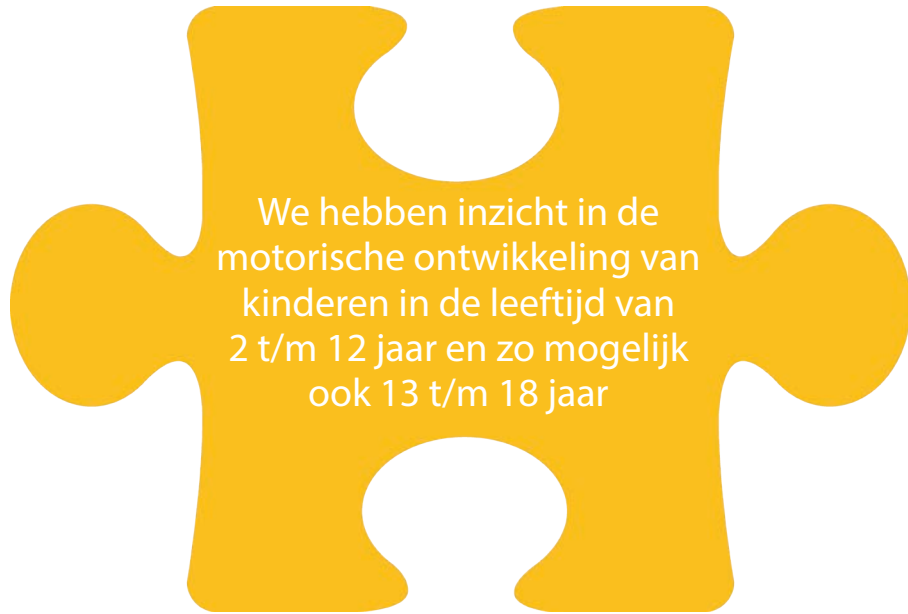 We hebben inzicht in de
motorische ontwikkeling van
kinderen in de leeftijd van
2 t/m 12 jaar en zo mogelijk
ook 13 t/m 18 jaar